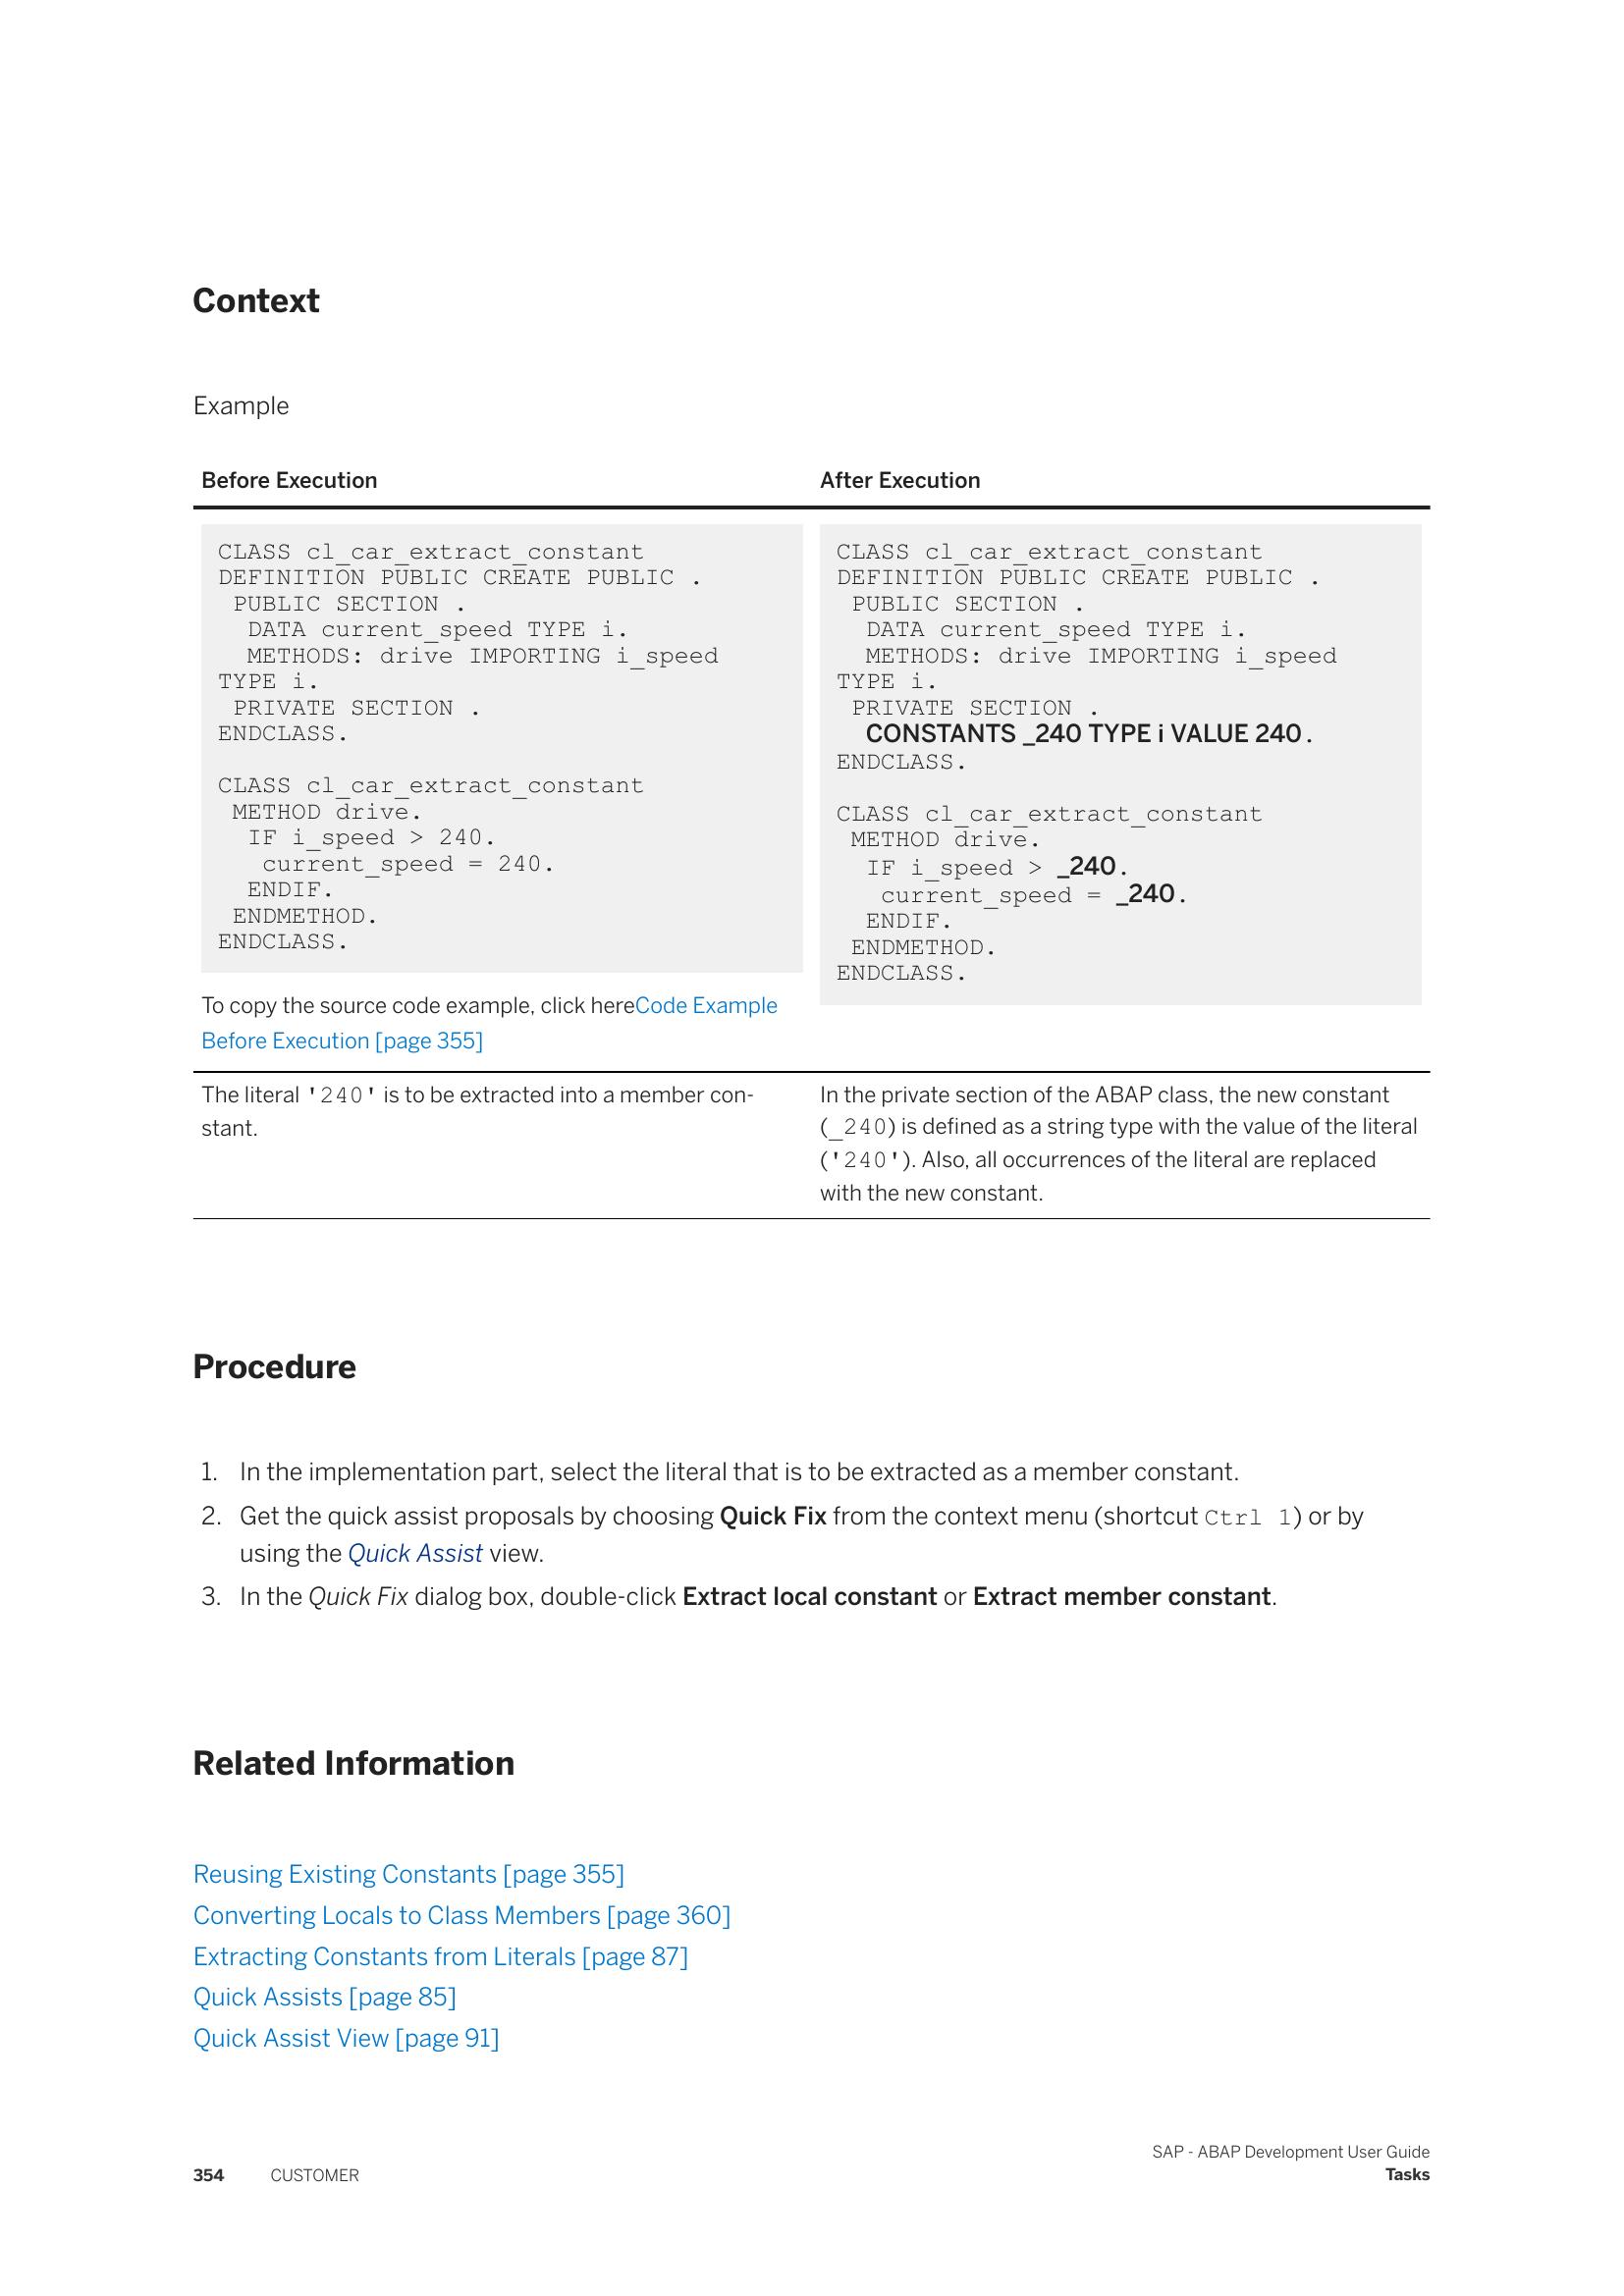 Context
Example
Before Execution
After Execution
CLASS cl_car_extract_constant
DEFINITION PUBLIC CREATE PUBLIC .
PUBLIC SECTION .
DATA current_speed TYPE i.
METHODS: drive IMPORTING i_speed
TYPE i.
PRIVATE SECTION .
ENDCLASS.
CLASS cl_car_extract_constant
METHOD drive.
IF i_speed > 240.
current_speed = 240.
ENDIF.
ENDMETHOD.
ENDCLASS.
To copy the source code example, click hereCode Example
Before Execution [page 355]
CLASS cl_car_extract_constant
DEFINITION PUBLIC CREATE PUBLIC .
PUBLIC SECTION .
DATA current_speed TYPE i.
METHODS: drive IMPORTING i_speed
TYPE i.
PRIVATE SECTION .
CONSTANTS _240 TYPE i VALUE 240.
ENDCLASS.
CLASS cl_car_extract_constant
METHOD drive.
IF i_speed > _240.
current_speed = _240.
ENDIF.
ENDMETHOD.
ENDCLASS.
The literal '240' is to be extracted into a member con-
stant.
In the private section of the ABAP class, the new constant
(_240) is defined as a string type with the value of the literal
('240'). Also, all occurrences of the literal are replaced
with the new constant.
Procedure
1. In the implementation part, select the literal that is to be extracted as a member constant.
2. Get the quick assist proposals by choosing Quick Fix from the context menu (shortcut Ctrl 1) or by
using the Quick Assist view.
3. In the Quick Fix dialog box, double-click Extract local constant or Extract member constant.
Related Information
Reusing Existing Constants [page 355]
Converting Locals to Class Members [page 360]
Extracting Constants from Literals [page 87]
Quick Assists [page 85]
Quick Assist View [page 91]
354 CUSTOMER
SAP - ABAP Development User Guide
Tasks